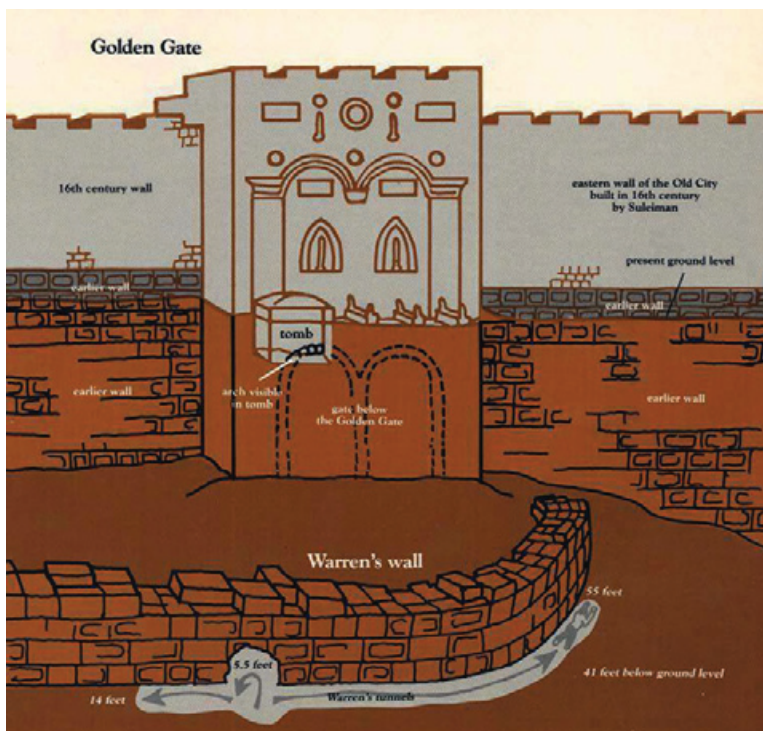 Golden Gate
16th century wall
eastern wall of the Old City
built in 16th century
by Suleiman
present ground level
earlier wall
earlier wall
tomb
earlier wall
arch visible
in tomb
gate below
the Golden Gate
earlier wall
Warren's wall
55 feet
5.5 feet
41 feet below ground level
14 feet
Warren's tunnels